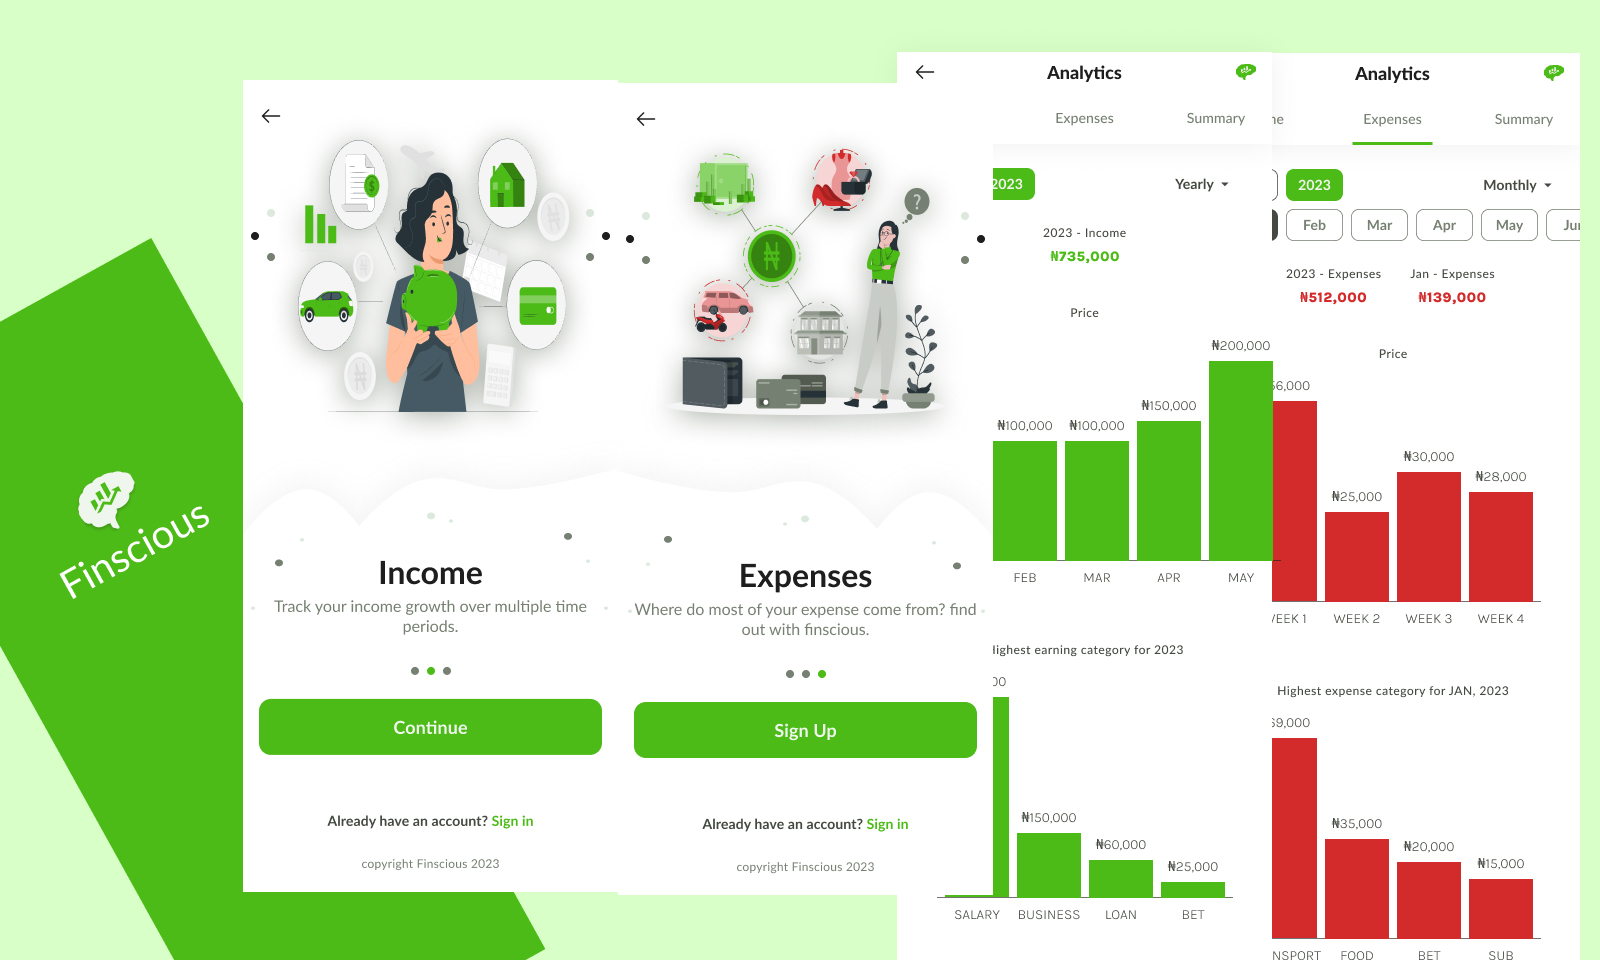 Finscious
Income
Track your income growth over multiple time
periods.
Continue
Already have an account? Sign in
copyright Finscious 2023
?
Expenses
Where do most of your expense come from? find
out with finscious.
Sign Up
Already have an account? Sign in
copyright Finscious 2023
Analytics
Expenses Summary
2023 Yearly
2023 - Income
₦735,000
Price
₦100,000 ₦100,000 ₦150,000 ₦200,000
FEB MAR APR MAY
Highest earning category for 2023
00
₦150,000 ₦60,000 ₦25,000
SALARY BUSINESS LOAN BET
Analytics
ne Expenses Summary
2023 Monthly
Feb Mar Apr May Jun
2023 - Expenses Jan - Expenses
₦512,000 ₦139,000
Price
56,000 ₦25,000 ₦30,000 ₦28,000
WEEK 1 WEEK 2 WEEK 3 WEEK 4
Highest expense category for JAN, 2023
69,000 ₦35,000 ₦20,000 ₦15,000
NSPORT FOOD BET SUB